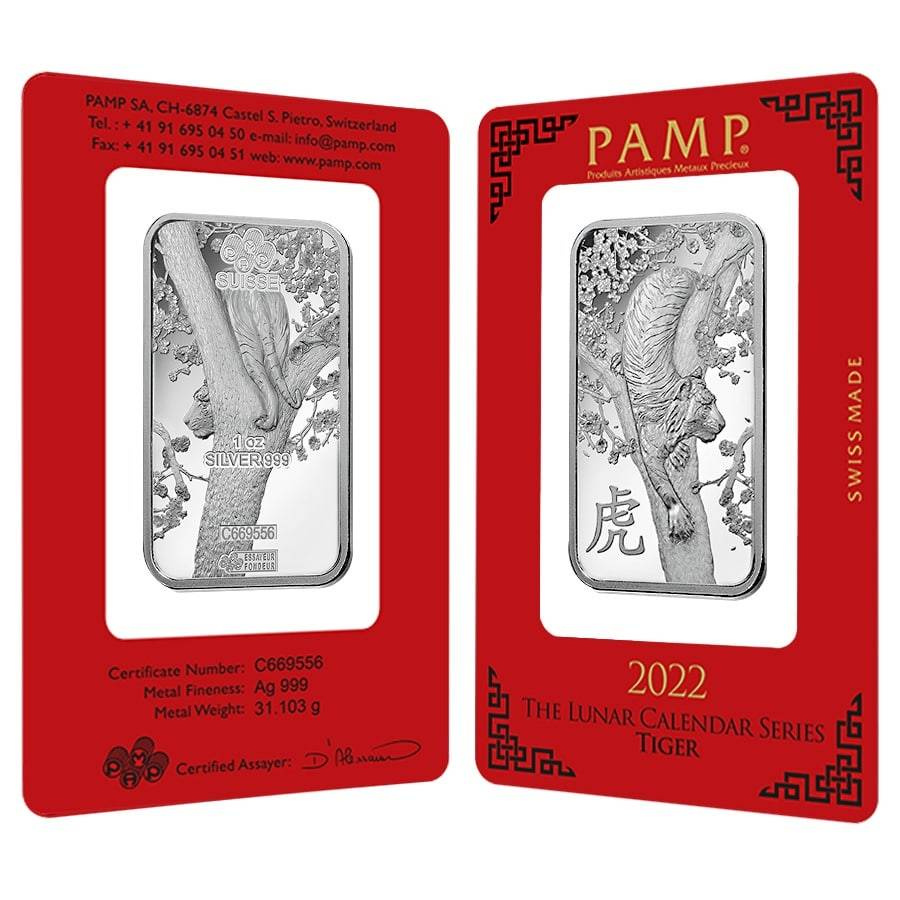 PAMP SA, CH-6874 Castel S. Pietro, Switzerland
Tel. : + 41 91 695 04 50 e-mail: info@pamp.com
Fax: + 41 91 695 04 51 web: www.pamp.com
PAMP
SUISSE
1 oz
SILVER 999
C669556
ESSAYEUR
FONDEUR
Certificate Number: C669556
Metal Fineness: Ag 999
Metal Weight: 31.103 g
PAMP
Certified Assayer:
PAMP®
Produits Artistiques Métaux Précieux
虎
SWISS MADE
2022
THE LUNAR CALENDAR SERIES
TIGER